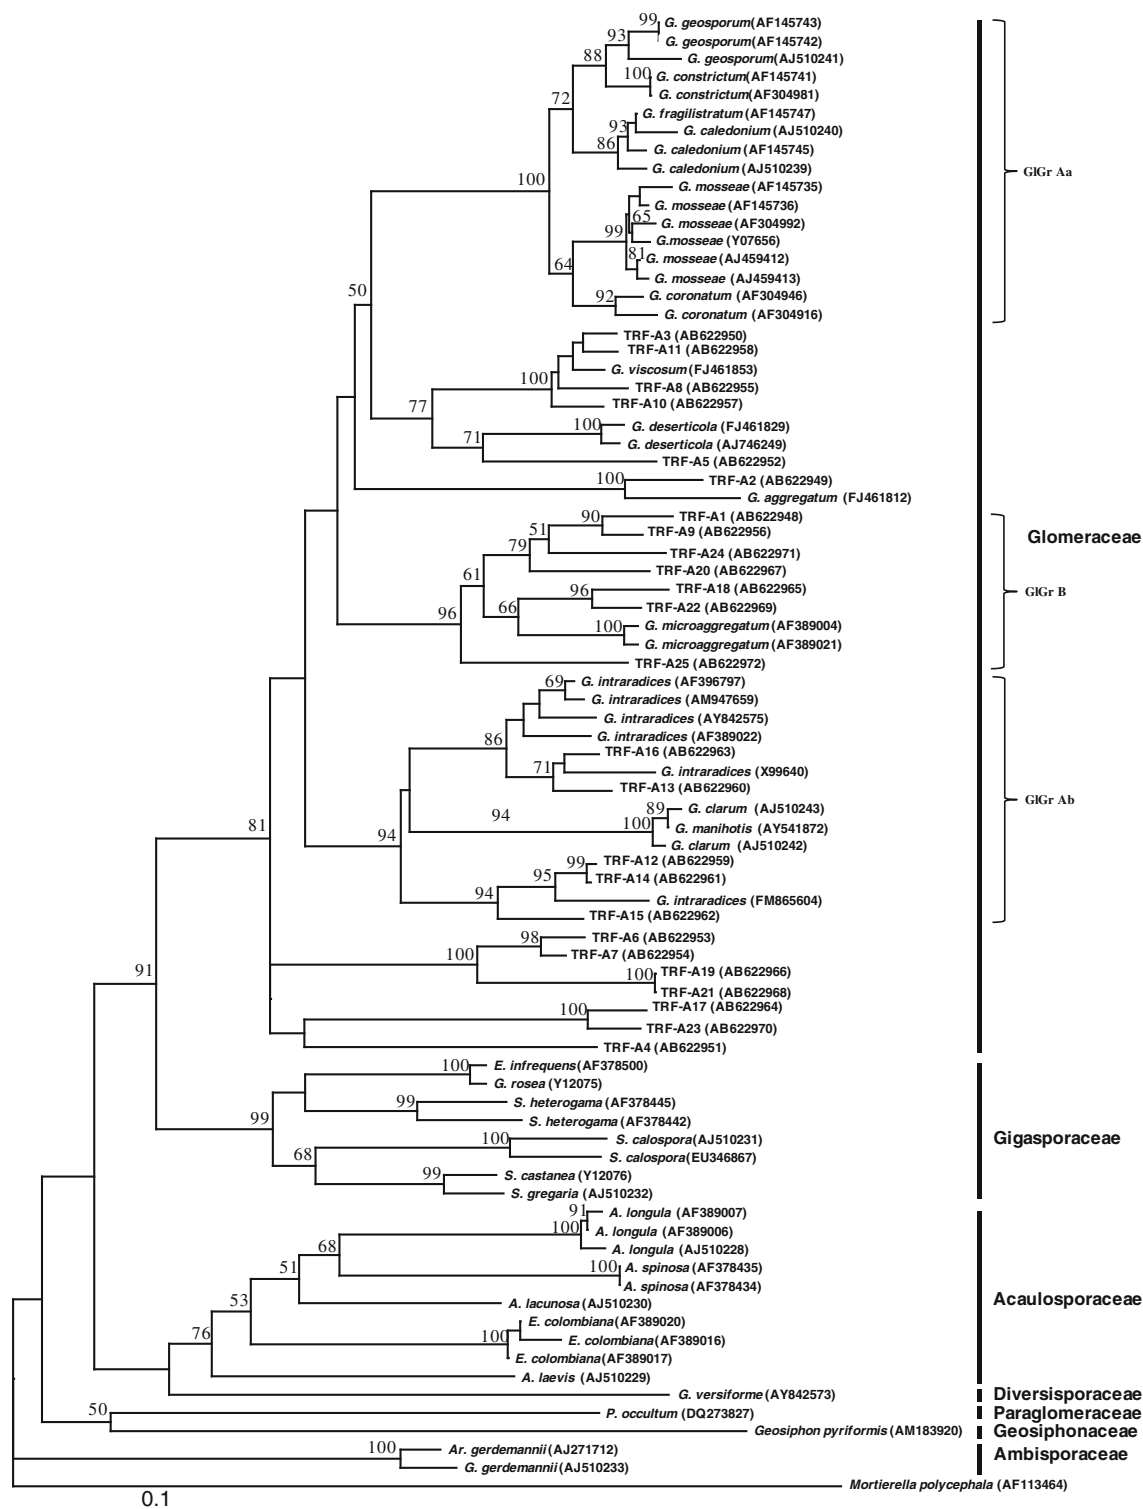 99
G. geosporum(AF145743)
93
G. geosporum(AF145742)
88
G. geosporum(AJ510241)
100
G. constrictum(AF145741)
G. constrictum(AF304981)
72
G. fragilistratum(AF145747)
93
G. caledonium(AJ510240)
86
G. caledonium(AF145745)
G. caledonium(AJ510239)
GlGr Aa
100
G. mosseae (AF145735)
G. mosseae (AF145736)
65
G. mosseae (AF304992)
99
G.mosseae (Y07656)
81
G. mosseae (AJ459412)
64
G. mosseae (AJ459413)
50
92
G. coronatum (AF304946)
G. coronatum (AF304916)
TRF-A3 (AB622950)
TRF-A11 (AB622958)
G. viscosum(FJ461853)
100
TRF-A8 (AB622955)
77
TRF-A10 (AB622957)
100
G. deserticola (FJ461829)
71
G. deserticola (AJ746249)
TRF-A5 (AB622952)
100
TRF-A2 (AB622949)
G. aggregatum (FJ461812)
90
TRF-A1 (AB622948)
51
TRF-A9 (AB622956)
Glomeraceae
79
TRF-A24 (AB622971)
61
TRF-A20 (AB622967)
96
TRF-A18 (AB622965)
GlGr B
96
66
TRF-A22 (AB622969)
100
G. microaggregatum (AF389004)
G. microaggregatum (AF389021)
TRF-A25 (AB622972)
69
G. intraradices (AF396797)
G. intraradices (AM947659)
G. intraradices (AY842575)
86
G. intraradices (AF389022)
TRF-A16 (AB622963)
71
G. intraradices (X99640)
TRF-A13 (AB622960)
GlGr Ab
94
89
G. clarum (AJ510243)
81
94
100
G. manihotis (AY541872)
G. clarum (AJ510242)
99
TRF-A12 (AB622959)
95
TRF-A14 (AB622961)
94
G. intraradices (FM865604)
TRF-A15 (AB622962)
98
TRF-A6 (AB622953)
100
TRF-A7 (AB622954)
91
100
TRF-A19 (AB622966)
TRF-A21 (AB622968)
100
TRF-A17 (AB622964)
TRF-A23 (AB622970)
TRF-A4 (AB622951)
100
E. infrequens(AF378500)
G. rosea (Y12075)
99
99
S. heterogama (AF378445)
S. heterogama (AF378442)
100
S. calospora(AJ510231)
Gigasporaceae
68
S. calospora(EU346867)
99
S. castanea (Y12076)
S. gregaria (AJ510232)
91
A. longula (AF389007)
100
A. longula (AF389006)
68
A. longula (AJ510228)
51
100
A. spinosa (AF378435)
A. spinosa (AF378434)
Acaulosporaceae
53
A. lacunosa (AJ510230)
76
E. colombiana(AF389020)
100
E. colombiana(AF389016)
E. colombiana(AF389017)
A. laevis (AJ510229)
G. versiforme (AY842573)
Diversisporaceae
50
P. occultum (DQ273827)
Paraglomeraceae
Geosiphon pyriformis (AM183920)
Geosiphonaceae
100
Ar. gerdemannii(AJ271712)
Ambisporaceae
G. gerdemannii(AJ510233)
Mortierella polycephala (AF113464)
0.1